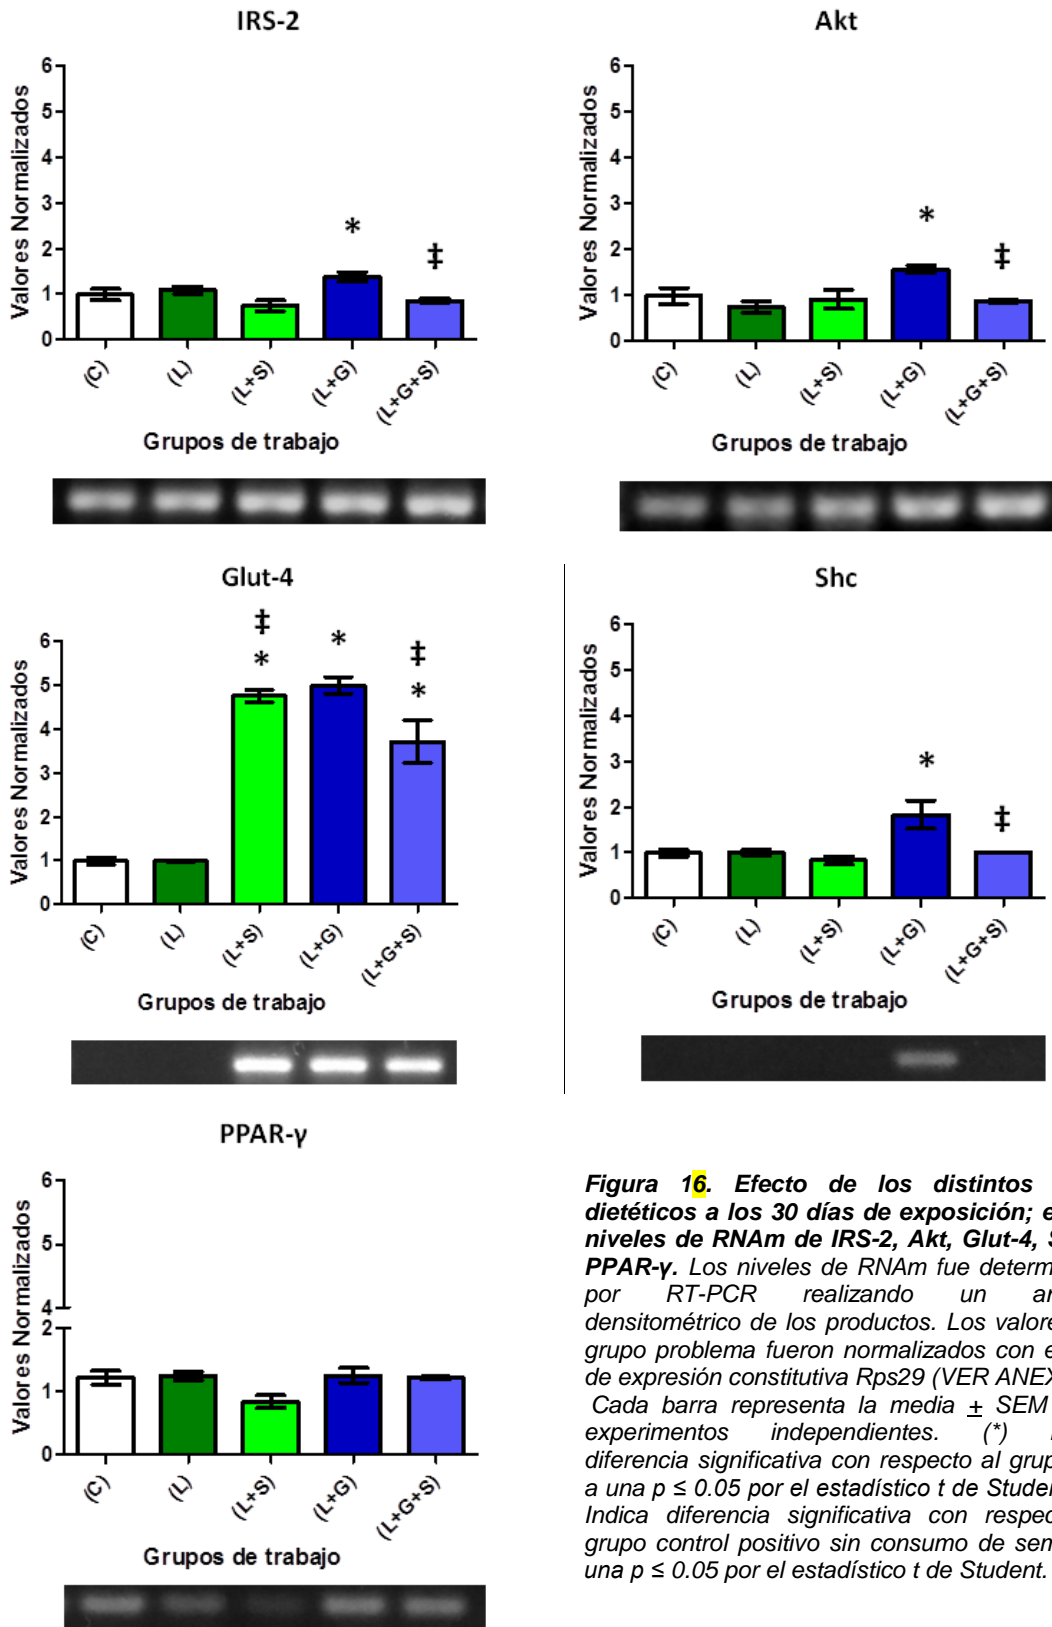 IRS-2
Valores Normalizados
6
5
4
3
2
1
0
*
‡
(C)
(L)
(L+S)
(L+G)
(L+G+S)
Grupos de trabajo
Akt
Valores Normalizados
6
5
4
3
2
1
0
*
‡
(C)
(L)
(L+S)
(L+G)
(L+G+S)
Grupos de trabajo
Glut-4
Valores Normalizados
6
5
4
3
2
1
0
‡
*
*
‡
*
(C)
(L)
(L+S)
(L+G)
(L+G+S)
Grupos de trabajo
Shc
Valores Normalizados
6
5
4
3
2
1
0
*
‡
(C)
(L)
(L+S)
(L+G)
(L+G+S)
Grupos de trabajo
PPAR-γ
Valores Normalizados
6
5
4
2
1
0
(C)
(L)
(L+S)
(L+G)
(L+G+S)
Grupos de trabajo
Figura 16. Efecto de los distintos
dietéticos a los 30 días de exposición;
niveles de RNAm de IRS-2, Akt, Glut-4,
PPAR-γ. Los niveles de RNAm fue determ
por RT-PCR realizando un
densitométrico de los productos. Los valore
grupo problema fueron normalizados con
de expresión constitutiva Rps29 (VER ANEX
Cada barra representa la media ± SEM
experimentos independientes. (*)
diferencia significativa con respecto al grup
a una p ≤ 0.05 por el estadístico t de Studen
Indica diferencia significativa con respec
grupo control positivo sin consumo de sem
una p ≤ 0.05 por el estadístico t de Student.